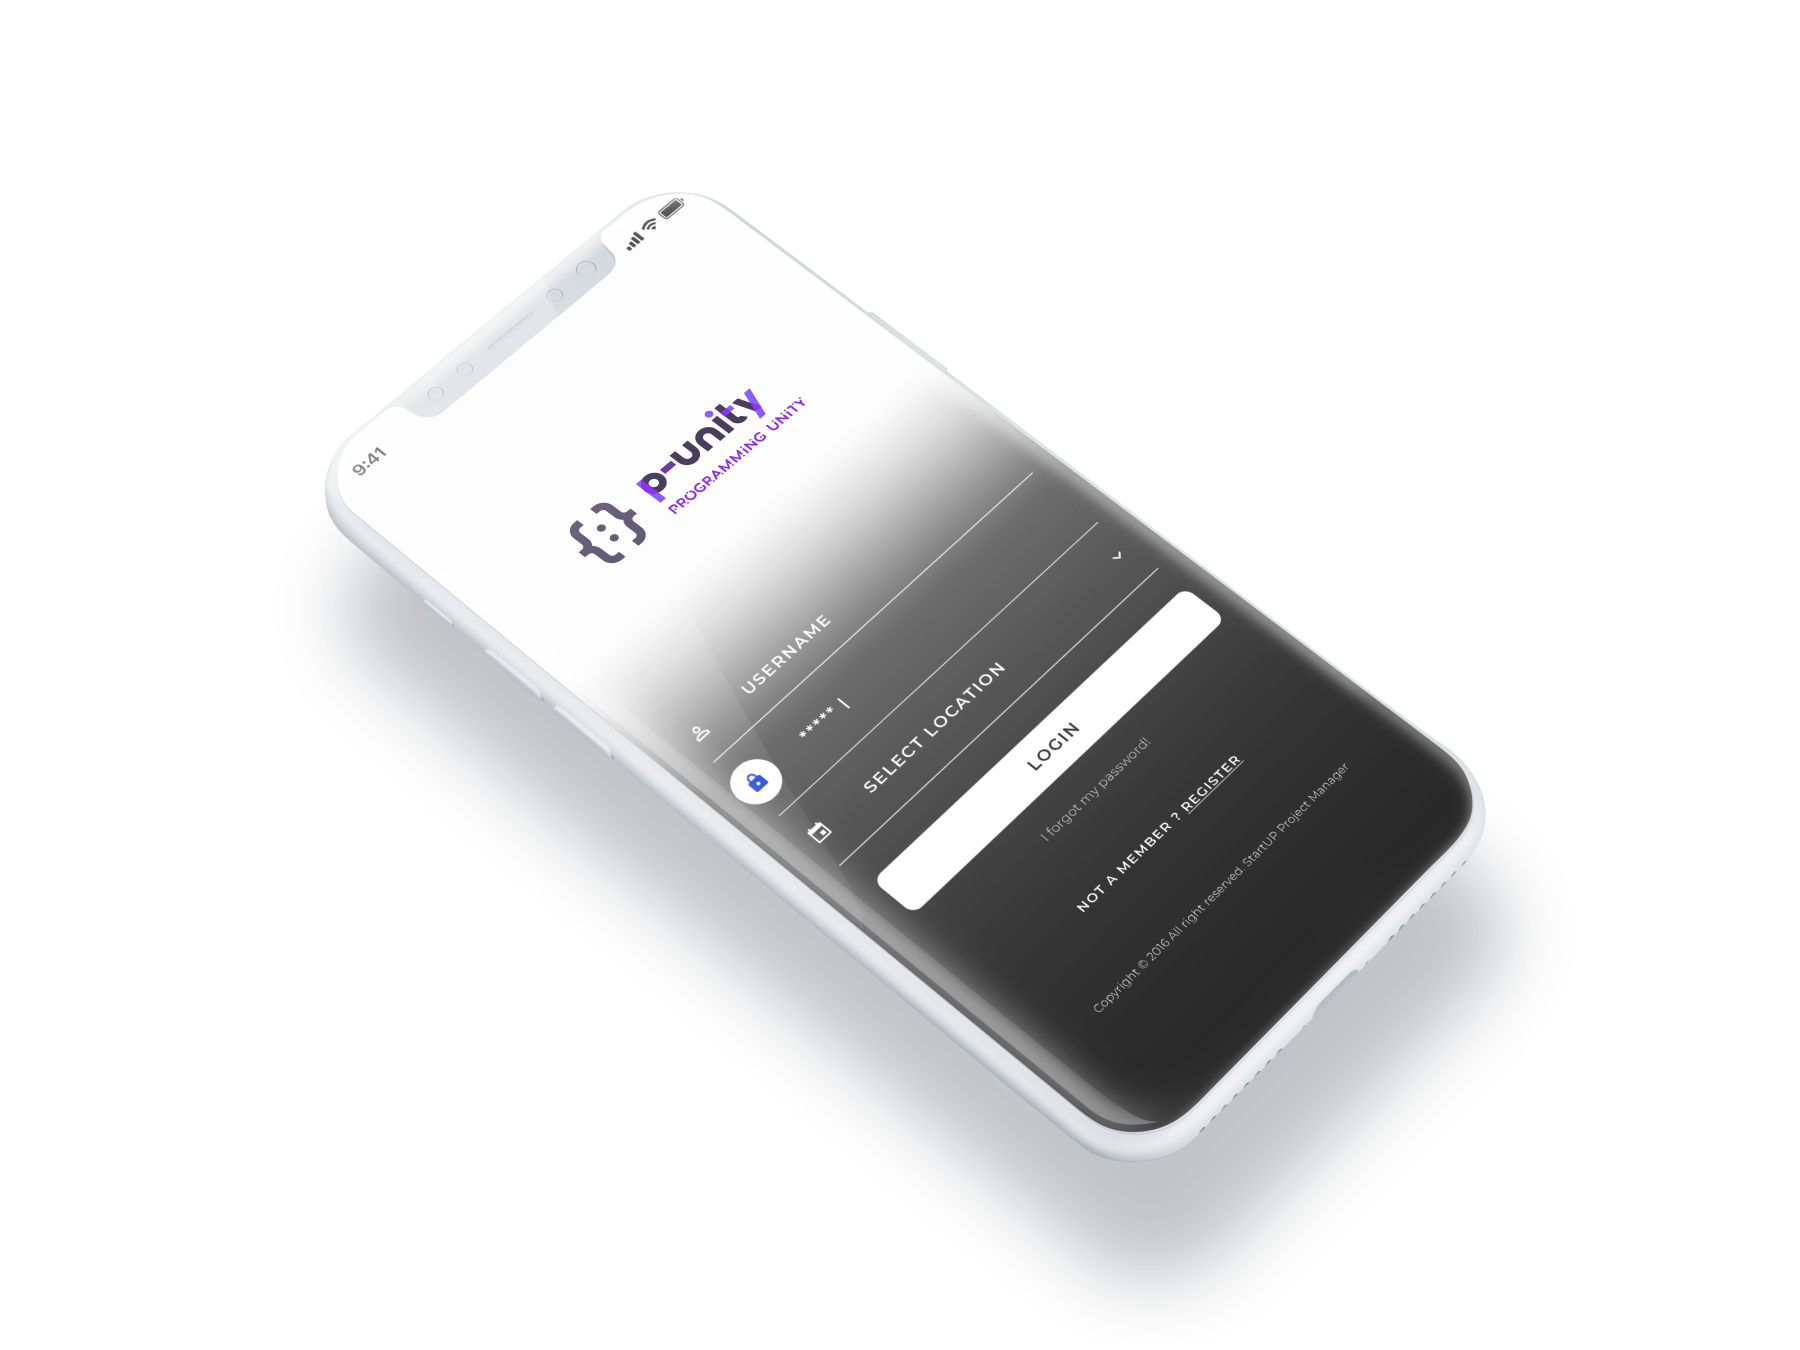 9:41
{:}
p-unity
PROGRAMMiNG UNiTY
USERNAME
***** |
SELECT LOCATION
LOGIN
I forgot my password!
NOT A MEMBER ? REGISTER
Copyright © 2016 All right reserved. StartUP Project Manager